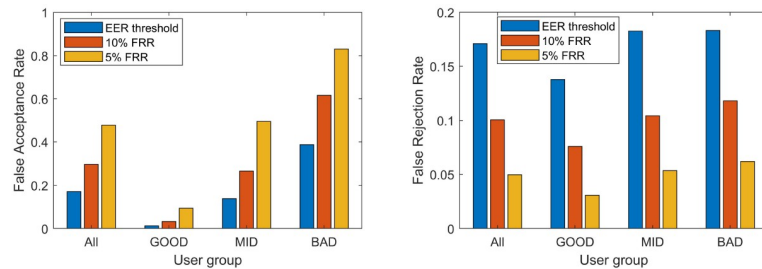 1
0.8
0.6
0.4
0.2
0
False Acceptance Rate
EER threshold
10% FRR
5% FRR
All GOOD MID BAD
User group
0.2
0.15
0.1
0.05
0
False Rejection Rate
EER threshold
10% FRR
5% FRR
All GOOD MID BAD
User group